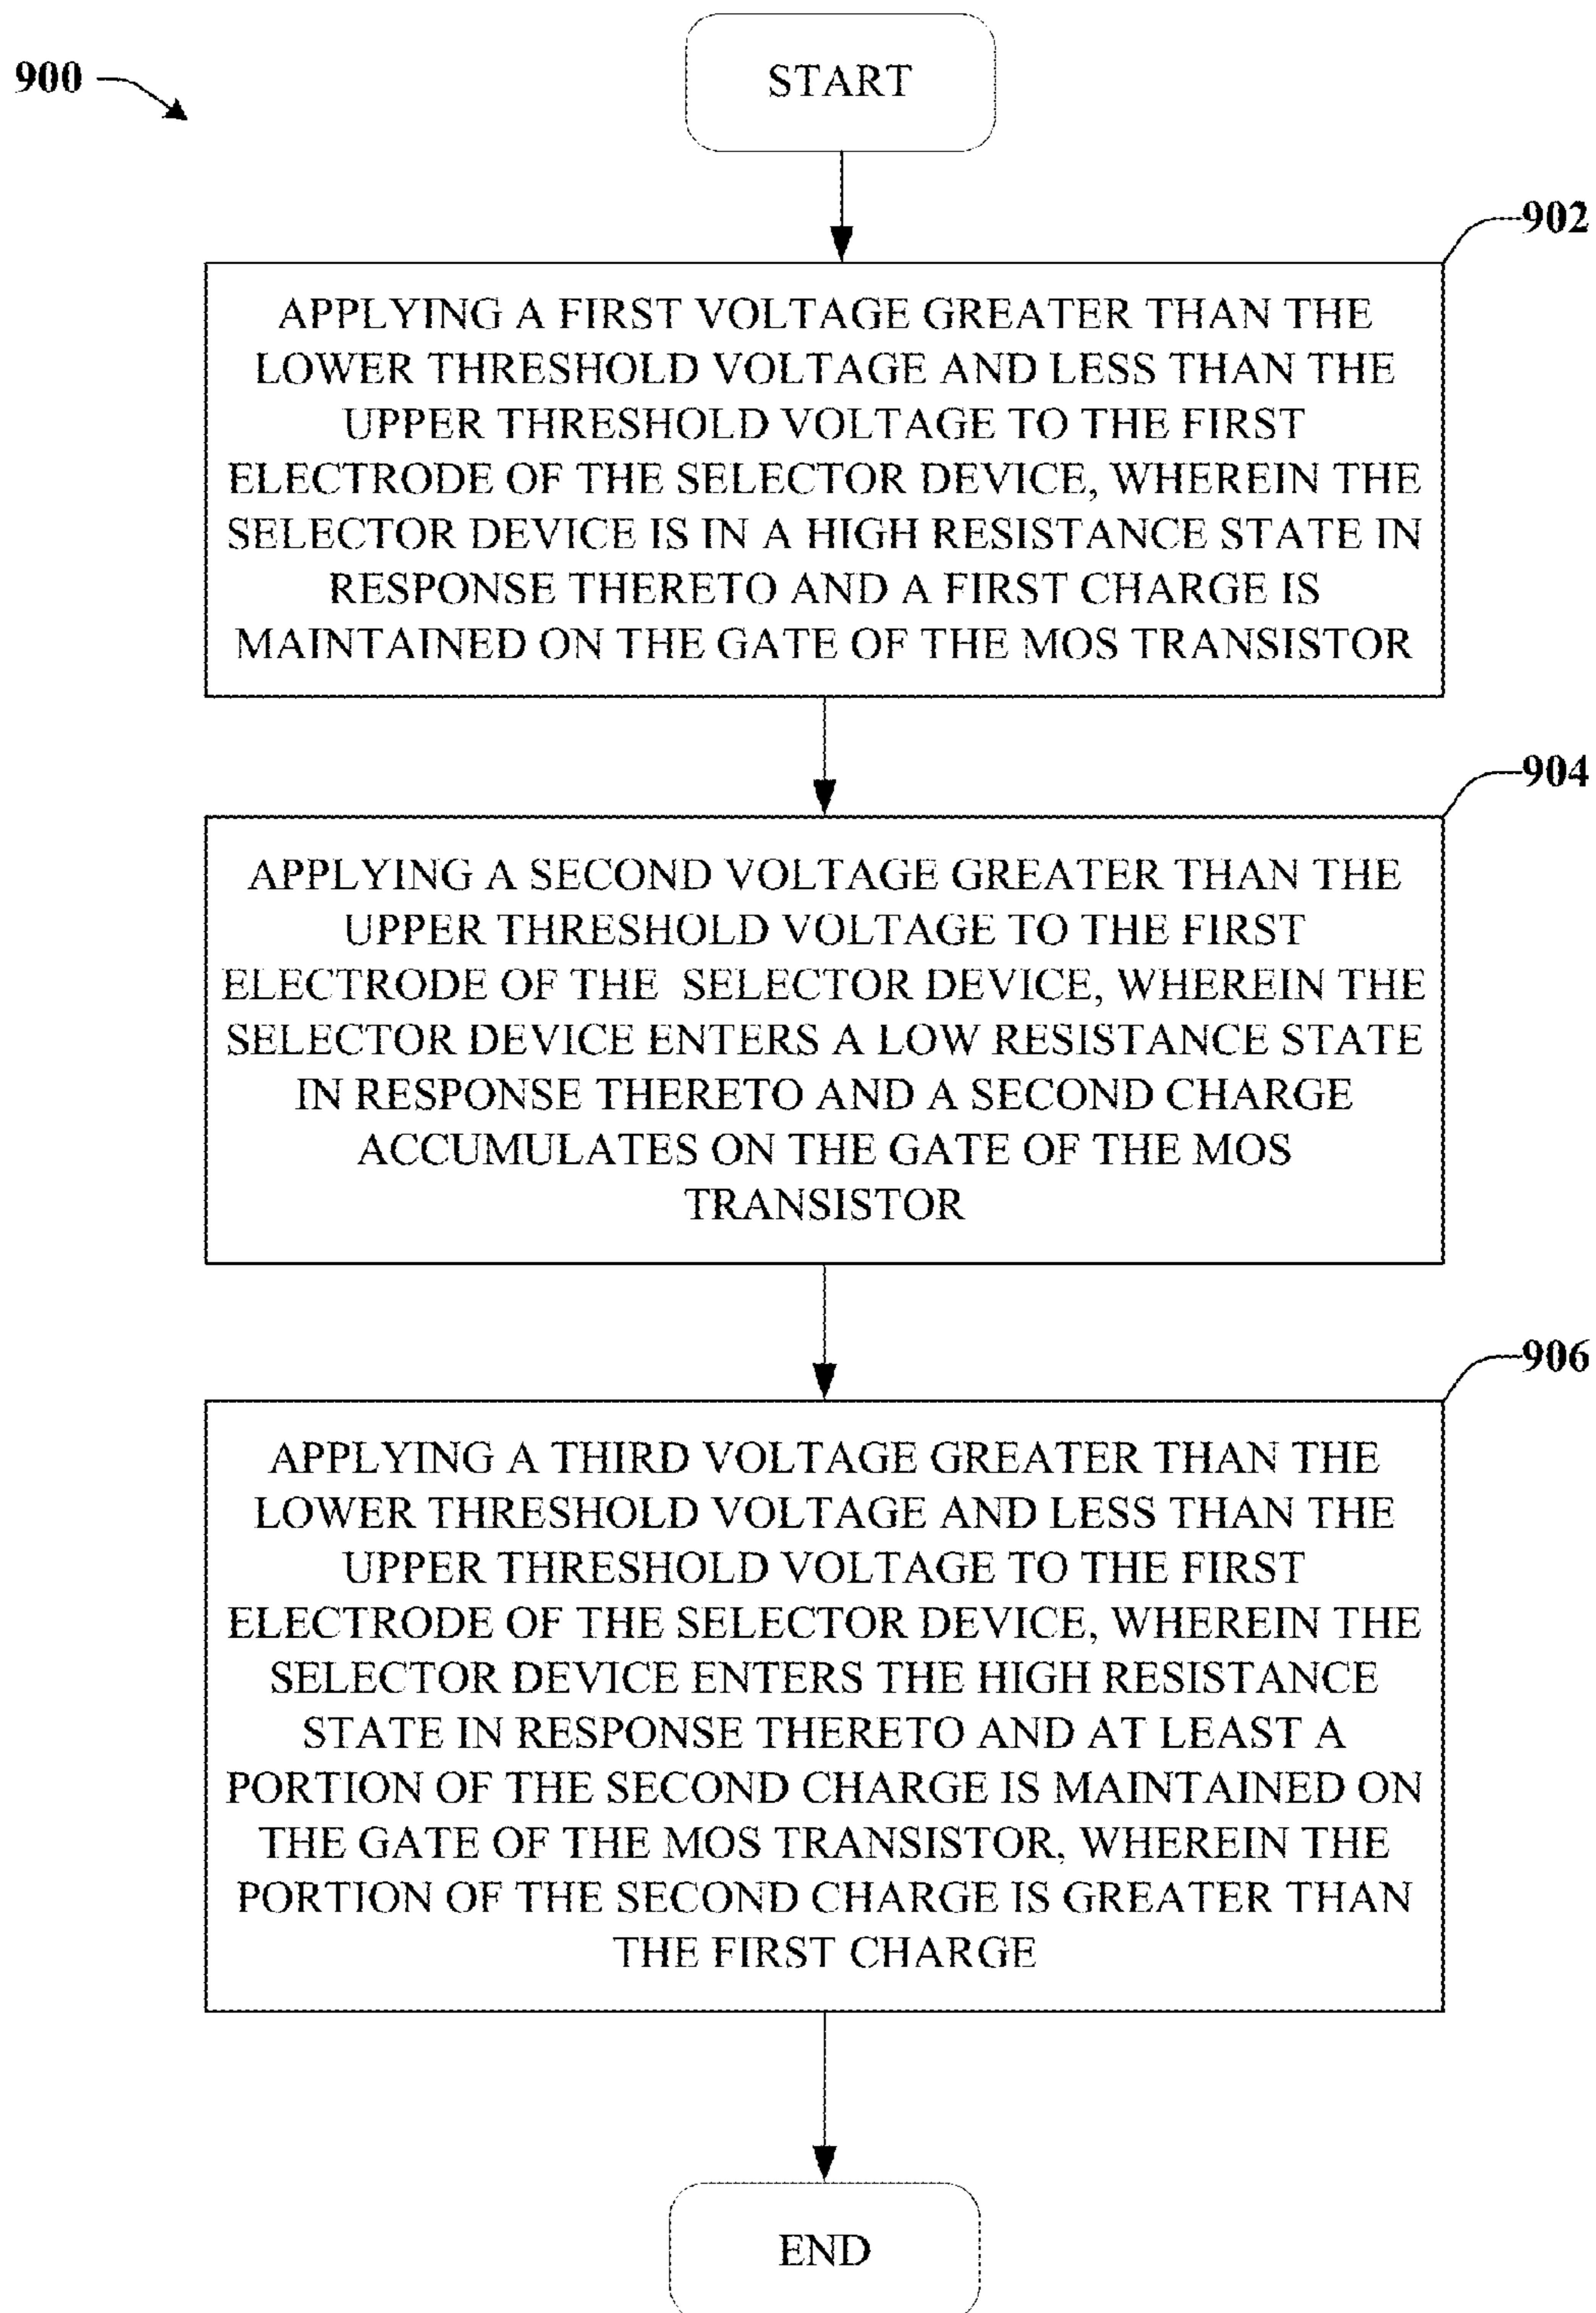 900
START
902
APPLYING A FIRST VOLTAGE GREATER THAN THE
LOWER THRESHOLD VOLTAGE AND LESS THAN THE
UPPER THRESHOLD VOLTAGE TO THE FIRST
ELECTRODE OF THE SELECTOR DEVICE, WHEREIN THE
SELECTOR DEVICE IS IN A HIGH RESISTANCE STATE IN
RESPONSE THERETO AND A FIRST CHARGE IS
MAINTAINED ON THE GATE OF THE MOS TRANSISTOR
904
APPLYING A SECOND VOLTAGE GREATER THAN THE
UPPER THRESHOLD VOLTAGE TO THE FIRST
ELECTRODE OF THE SELECTOR DEVICE, WHEREIN THE
SELECTOR DEVICE ENTERS A LOW RESISTANCE STATE
IN RESPONSE THERETO AND A SECOND CHARGE
ACCUMULATES ON THE GATE OF THE MOS
TRANSISTOR
906
APPLYING A THIRD VOLTAGE GREATER THAN THE
LOWER THRESHOLD VOLTAGE AND LESS THAN THE
UPPER THRESHOLD VOLTAGE TO THE FIRST
ELECTRODE OF THE SELECTOR DEVICE, WHEREIN THE
SELECTOR DEVICE ENTERS THE HIGH RESISTANCE
STATE IN RESPONSE THERETO AND AT LEAST A
PORTION OF THE SECOND CHARGE IS MAINTAINED ON
THE GATE OF THE MOS TRANSISTOR, WHEREIN THE
PORTION OF THE SECOND CHARGE IS GREATER THAN
THE FIRST CHARGE
END